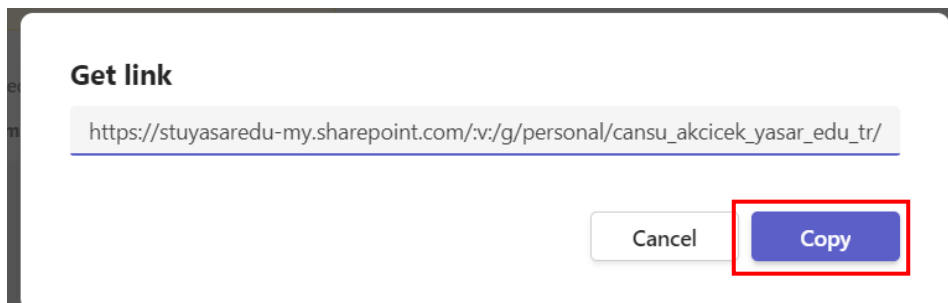 Get link
https://stuyasaredu-my.sharepoint.com/:v:/g/personal/cansu_akcicek_yasar_edu_tr/
Cancel
Copy